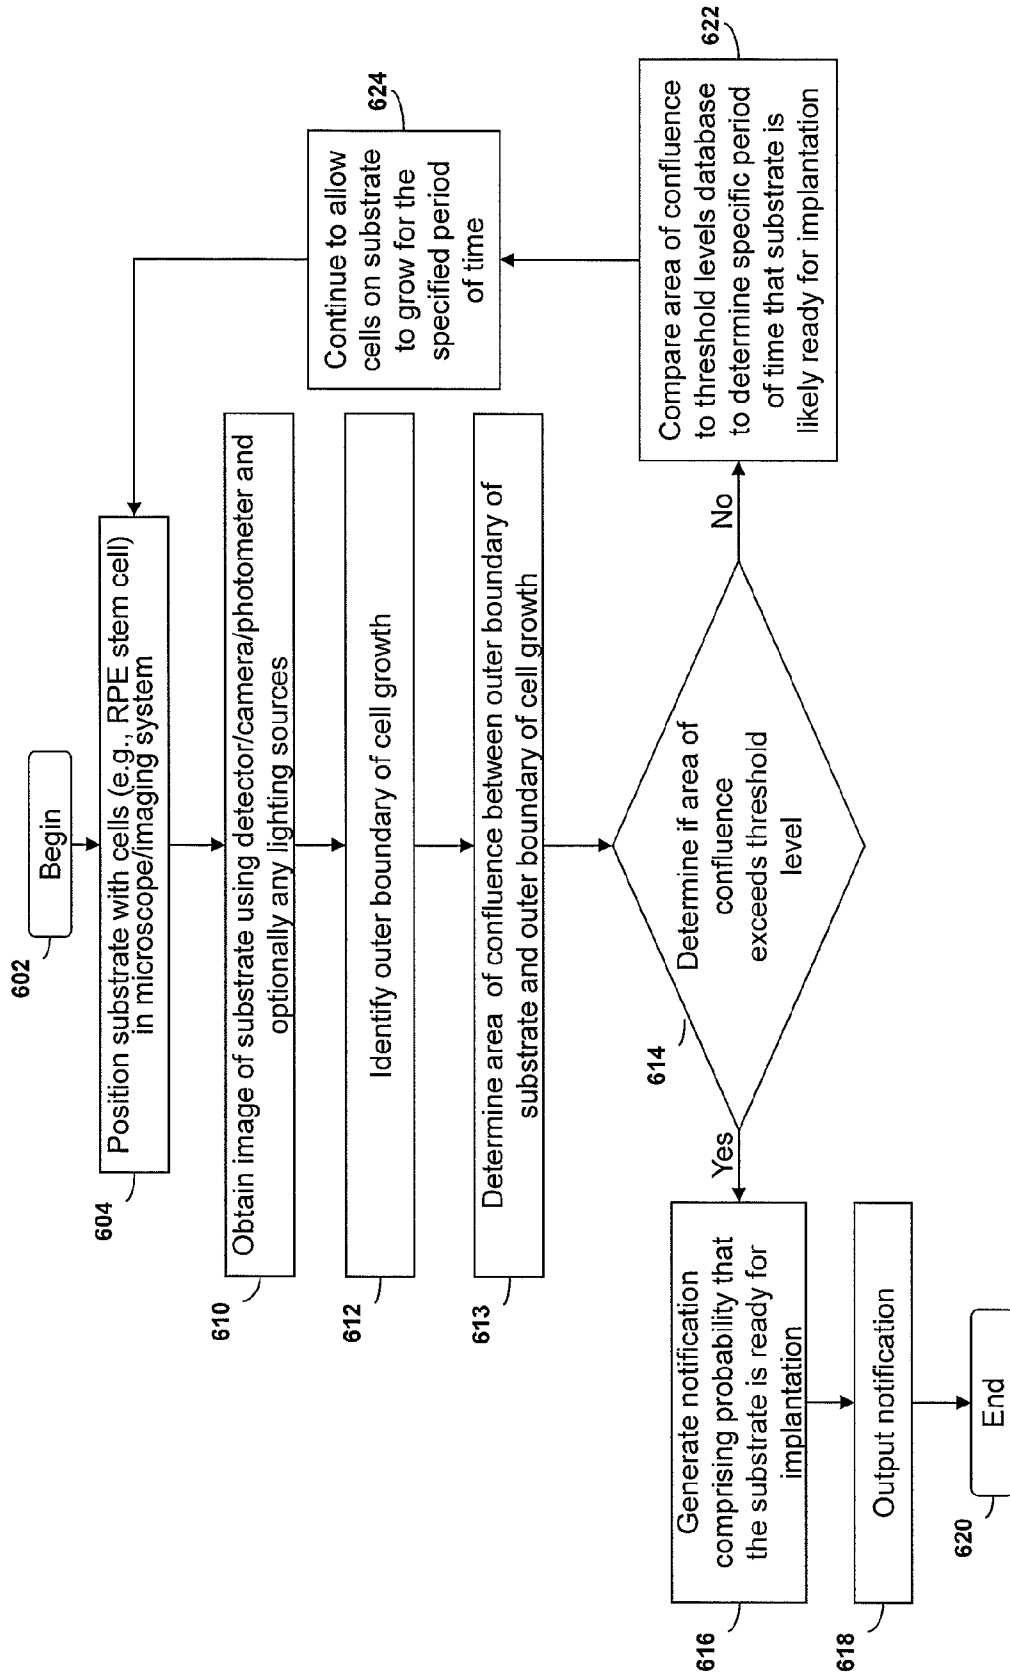 602
Begin
604
Position substrate with cells (e.g., RPE stem cell)
in microscope/imaging system
610
Obtain image of substrate using detector/camera/photometer and
optionally any lighting sources
612
Identify outer boundary of cell growth
613
Determine area of confluence between outer boundary of
substrate and outer boundary of cell growth
614
Determine if area of
confluence
exceeds threshold
level
Yes
No
616
Generate notification
comprising probability that
the substrate is ready for
implantation
618
Output notification
620
End
622
Compare area of confluence
to threshold levels database
to determine specific period
of time that substrate is
likely ready for implantation
624
Continue to allow
cells on substrate
to grow for the
specified period
of time